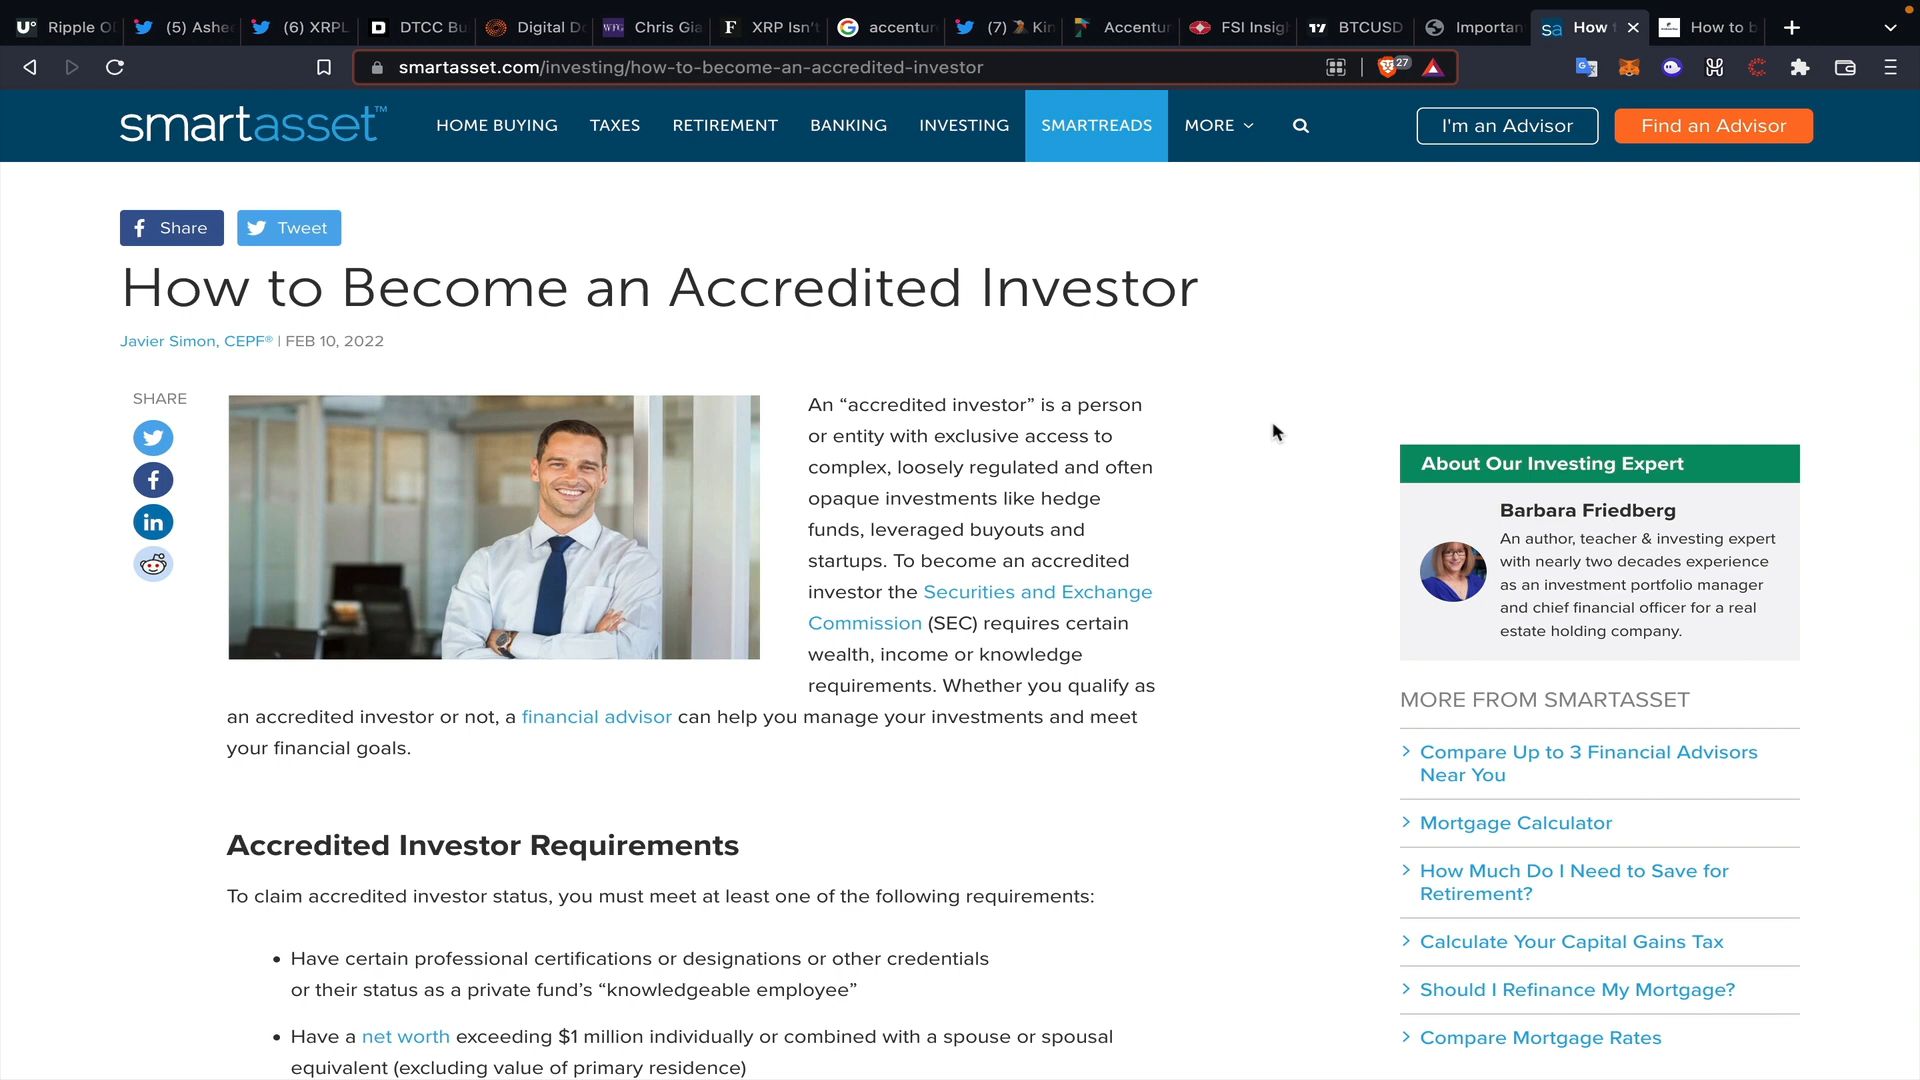 Ripple O
(5) Ashe
(6) XRPL
DTCC Bu
Digital Do
Chris Gia
XRP Isn't
accentur
(7)
Kin
Accentur
FSI Insig
BTCUSD
Importan
How t
How to b
smartasset.com/investing/how-to-become-an-accredited-investor
27
smartasset™
HOME BUYING
TAXES
RETIREMENT
BANKING
INVESTING
SMARTREADS
MORE
I'm an Advisor
Find an Advisor
Share
Tweet
How to Become an Accredited Investor
Javier Simon, CEPF® | FEB 10, 2022
SHARE
An “accredited investor” is a person
or entity with exclusive access to
complex, loosely regulated and often
opaque investments like hedge
funds, leveraged buyouts and
startups. To become an accredited
investor the Securities and Exchange
Commission (SEC) requires certain
wealth, income or knowledge
requirements. Whether you qualify as
an accredited investor or not, a financial advisor can help you manage your investments and meet
your financial goals.
Accredited Investor Requirements
To claim accredited investor status, you must meet at least one of the following requirements:
• Have certain professional certifications or designations or other credentials
or their status as a private fund’s “knowledgeable employee”
• Have a net worth exceeding $1 million individually or combined with a spouse or spousal
equivalent (excluding value of primary residence)
About Our Investing Expert
Barbara Friedberg
An author, teacher & investing expert
with nearly two decades experience
as an investment portfolio manager
and chief financial officer for a real
estate holding company.
MORE FROM SMARTASSET
Compare Up to 3 Financial Advisors
Near You
Mortgage Calculator
How Much Do I Need to Save for
Retirement?
Calculate Your Capital Gains Tax
Should I Refinance My Mortgage?
Compare Mortgage Rates